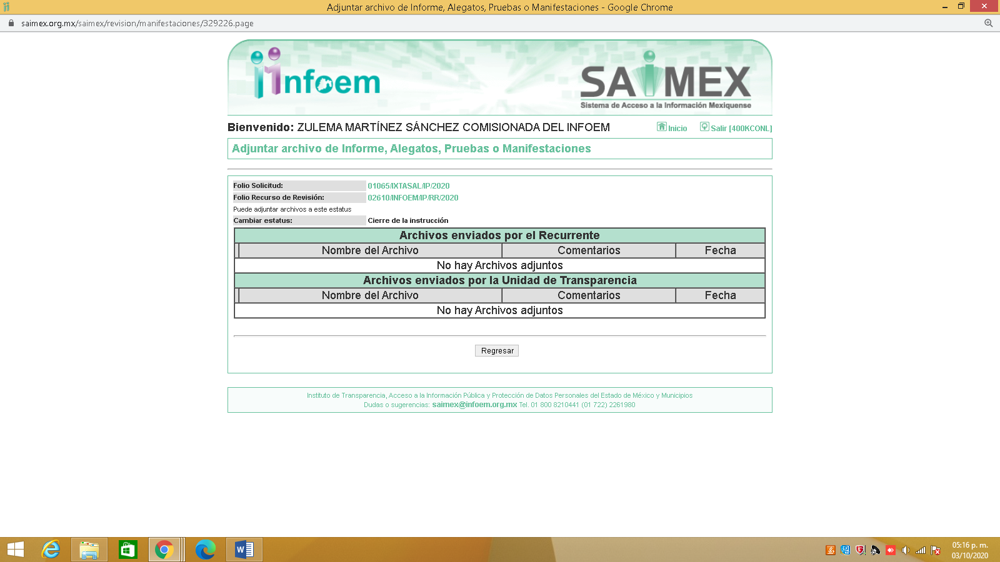 Adjuntar archivo de Informe, Alegatos, Pruebas o Manifestaciones - Google Chrome
saimex.org.mx/saimex/revision/manifestaciones/329226.page
infoem
SAIMEX
Sistema de Acceso a la Información Mexiquense
Bienvenido: ZULEMA MARTÍNEZ SÁNCHEZ COMISIONADA DEL INFOEM
Inicio Salir [400KCONL]
Adjuntar archivo de Informe, Alegatos, Pruebas o Manifestaciones
Folio Solicitud: 01065/IXTASAL/IP/2020
Folio Recurso de Revisión: 02610/INFOEM/IP/RR/2020
Puede adjuntar archivos a este estatus
Cambiar estatus: Cierre de la instrucción
Archivos enviados por el Recurrente
Nombre del Archivo Comentarios Fecha
No hay Archivos adjuntos
Archivos enviados por la Unidad de Transparencia
Nombre del Archivo Comentarios Fecha
No hay Archivos adjuntos
Regresar
Instituto de Transparencia, Acceso a la Información Pública y Protección de Datos Personales del Estado de México y Municipios
Dudas o sugerencias: saimex@infoem.org.mx Tel. 01 800 8210441 (01 722) 2261980
05:16 p. m.
03/10/2020